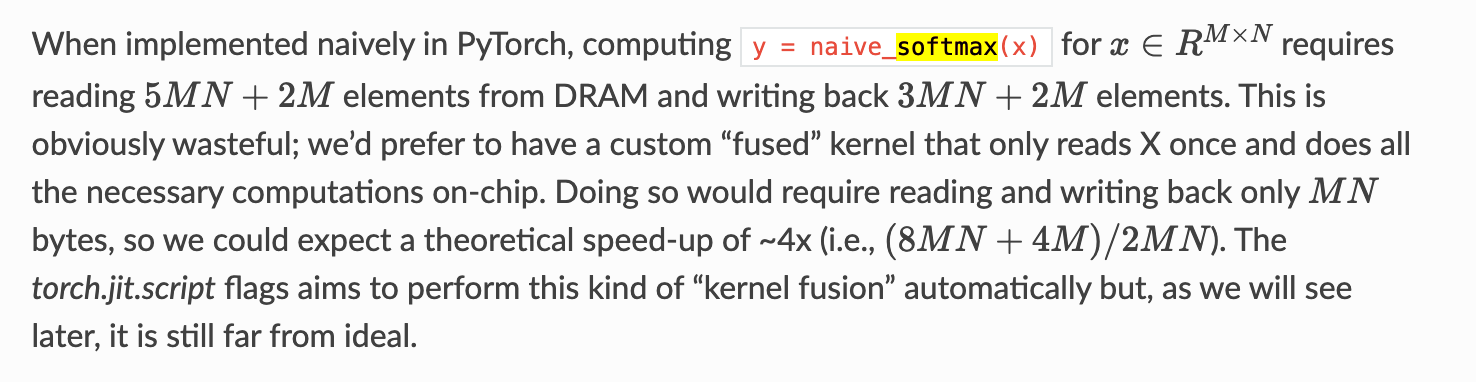 When implemented naively in PyTorch, computing y = naive_softmax(x) for x ∈ R^{M×N} requires
reading 5MN + 2M elements from DRAM and writing back 3MN + 2M elements. This is
obviously wasteful; we’d prefer to have a custom “fused” kernel that only reads X once and does all
the necessary computations on-chip. Doing so would require reading and writing back only MN
bytes, so we could expect a theoretical speed-up of ~4x (i.e., (8MN + 4M)/2MN). The
torch.jit.script flags aims to perform this kind of “kernel fusion” automatically but, as we will see
later, it is still far from ideal.